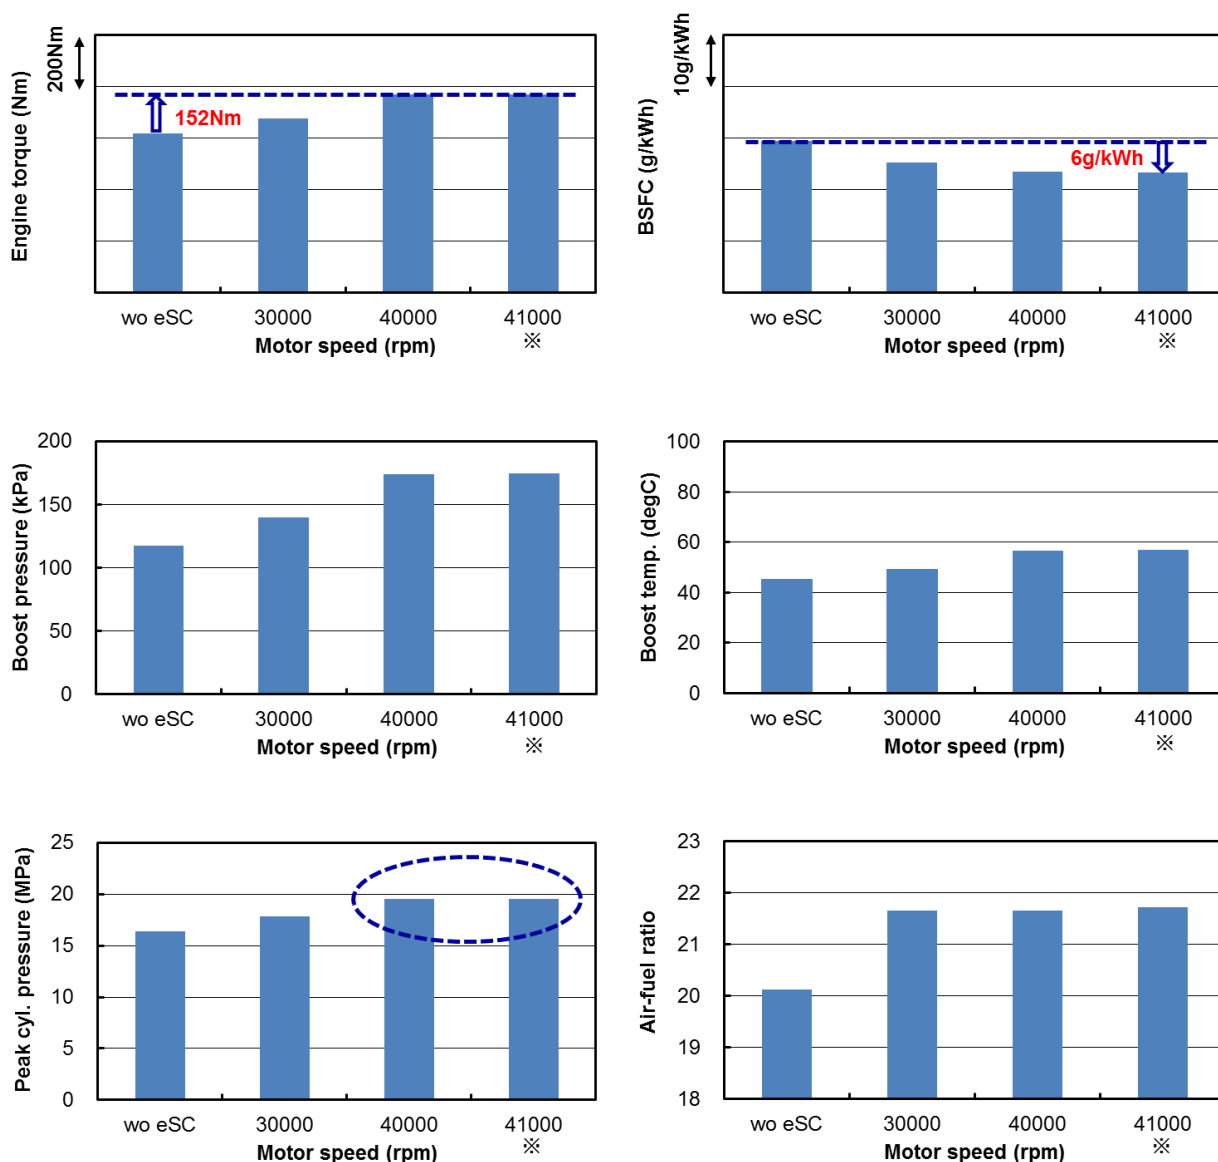 200Nm
Engine torque (Nm)
152Nm
wo eSC 30000 40000 41000
Motor speed (rpm) ※
10g/kWh
BSFC (g/kWh)
6g/kWh
wo eSC 30000 40000 41000
Motor speed (rpm) ※
Boost pressure (kPa)
200
150
100
50
0
wo eSC 30000 40000 41000
Motor speed (rpm) ※
Boost temp. (degC)
100
80
60
40
20
0
wo eSC 30000 40000 41000
Motor speed (rpm) ※
Peak cyl. pressure (MPa)
25
20
15
10
5
0
wo eSC 30000 40000 41000
Motor speed (rpm) ※
Air-fuel ratio
23
22
21
20
19
18
wo eSC 30000 40000 41000
Motor speed (rpm) ※